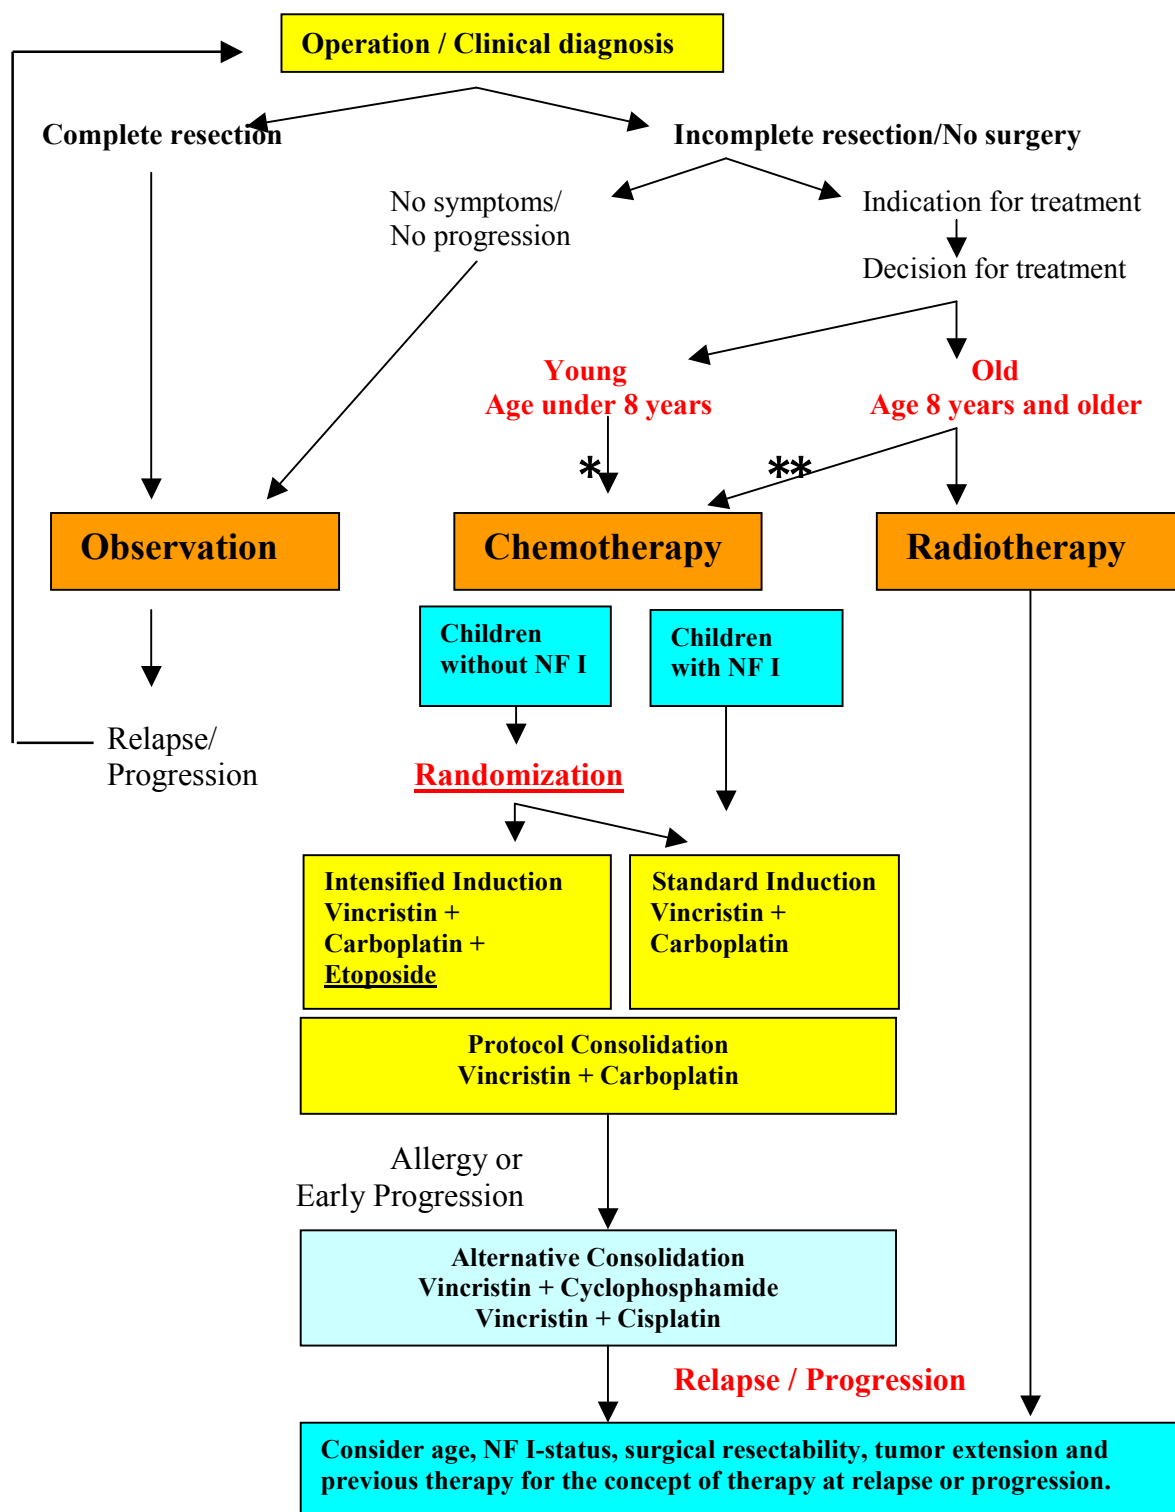 Operation / Clinical diagnosis
Complete resection
Incomplete resection/No surgery
No symptoms/
No progression
Indication for treatment
Decision for treatment
Young
Age under 8 years
Old
Age 8 years and older
*
**
Observation
Chemotherapy
Radiotherapy
Children
without NF I
Children
with NF I
Relapse/
Progression
Randomization
Intensified Induction
Vincristin +
Carboplatin +
Etoposide
Standard Induction
Vincristin +
Carboplatin
Protocol Consolidation
Vincristin + Carboplatin
Allergy or
Early Progression
Alternative Consolidation
Vincristin + Cyclophosphamide
Vincristin + Cisplatin
Relapse / Progression
Consider age, NF I-status, surgical resectability, tumor extension and
previous therapy for the concept of therapy at relapse or progression.